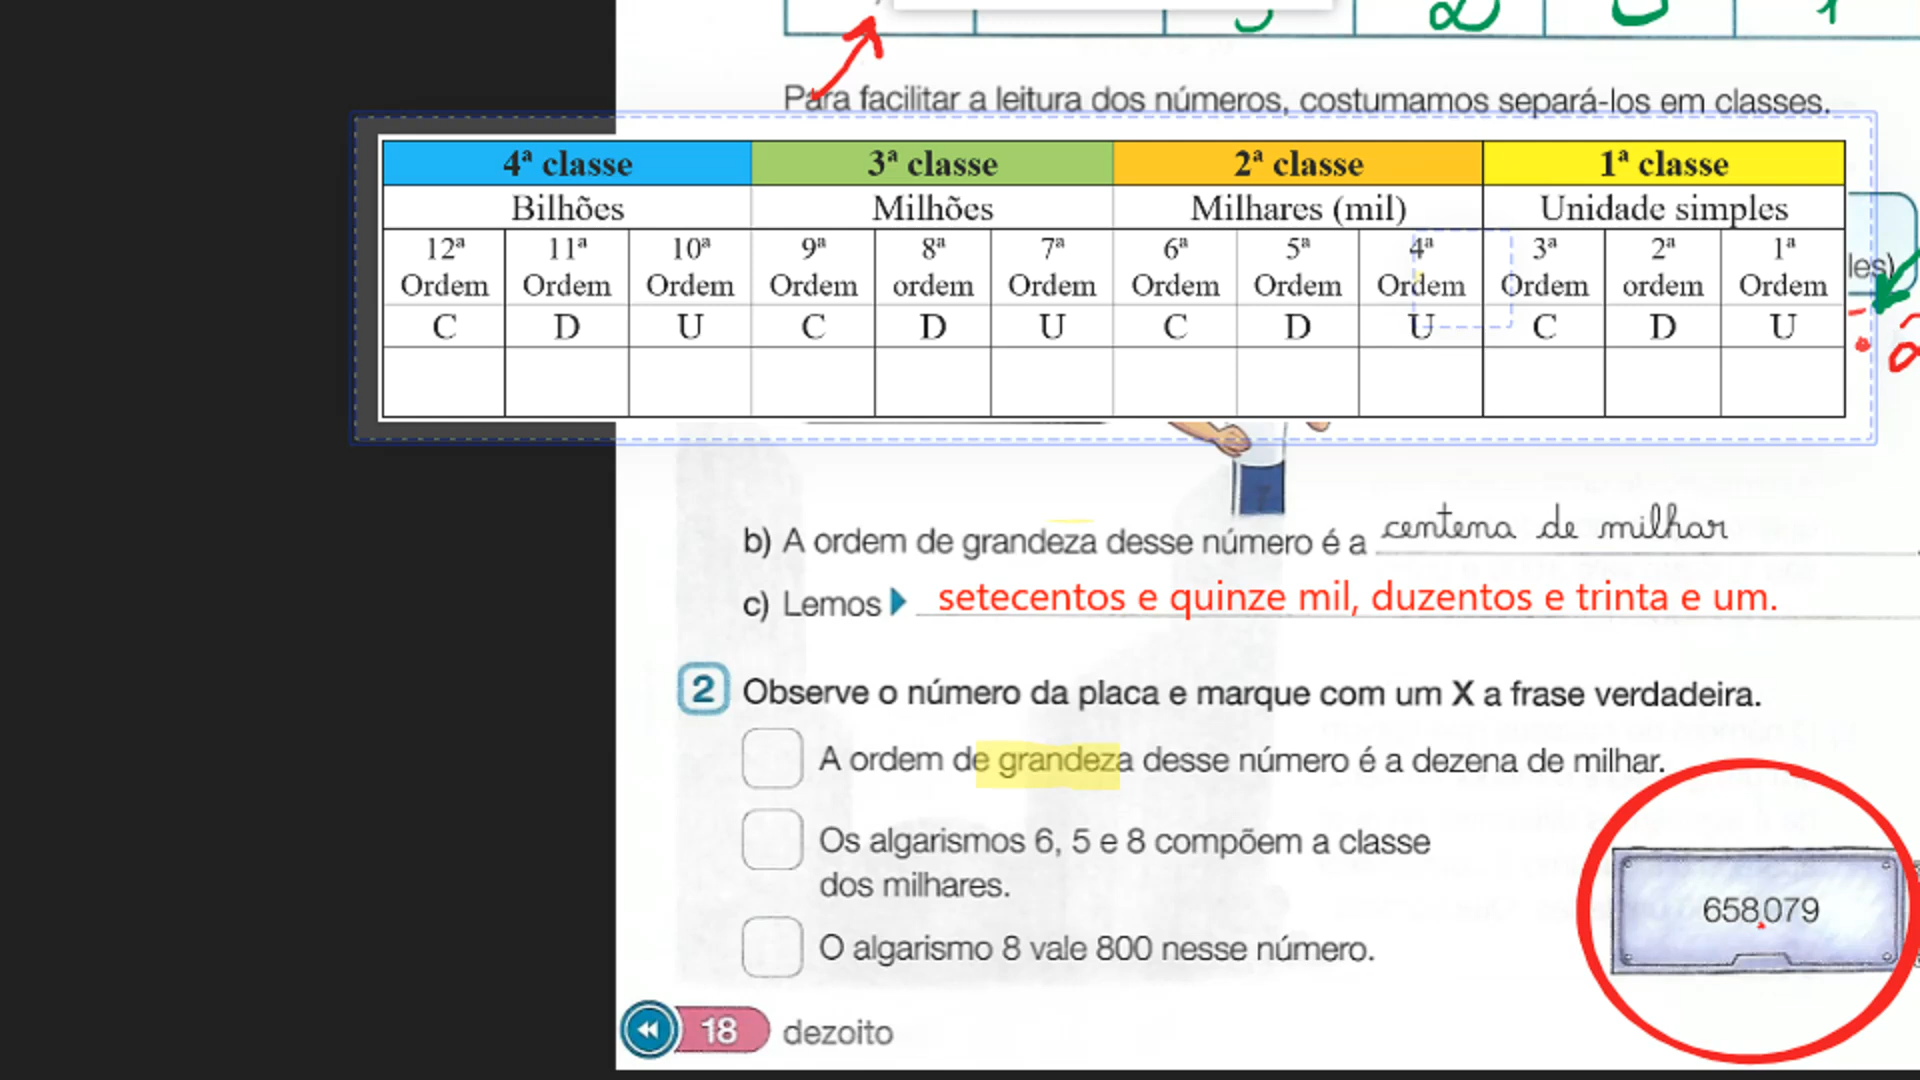 Para facilitar a leitura dos números, costumamos separá-los em classes.
4ª classe 3ª classe 2ª classe 1ª classe
Bilhões Milhões Milhares (mil) Unidade simples
12ª Ordem 11ª Ordem 10ª Ordem 9ª Ordem 8ª ordem 7ª Ordem 6ª Ordem 5ª Ordem 4ª Ordem 3ª Ordem 2ª ordem 1ª Ordem
C D U C D U C D U C D U
les)
b) A ordem de grandeza desse número é a centena de milhar
c) Lemos setecentos e quinze mil, duzentos e trinta e um.
2 Observe o número da placa e marque com um X a frase verdadeira.
A ordem de grandeza desse número é a dezena de milhar.
Os algarismos 6, 5 e 8 compõem a classe
dos milhares.
658.079
O algarismo 8 vale 800 nesse número.
18 dezoito